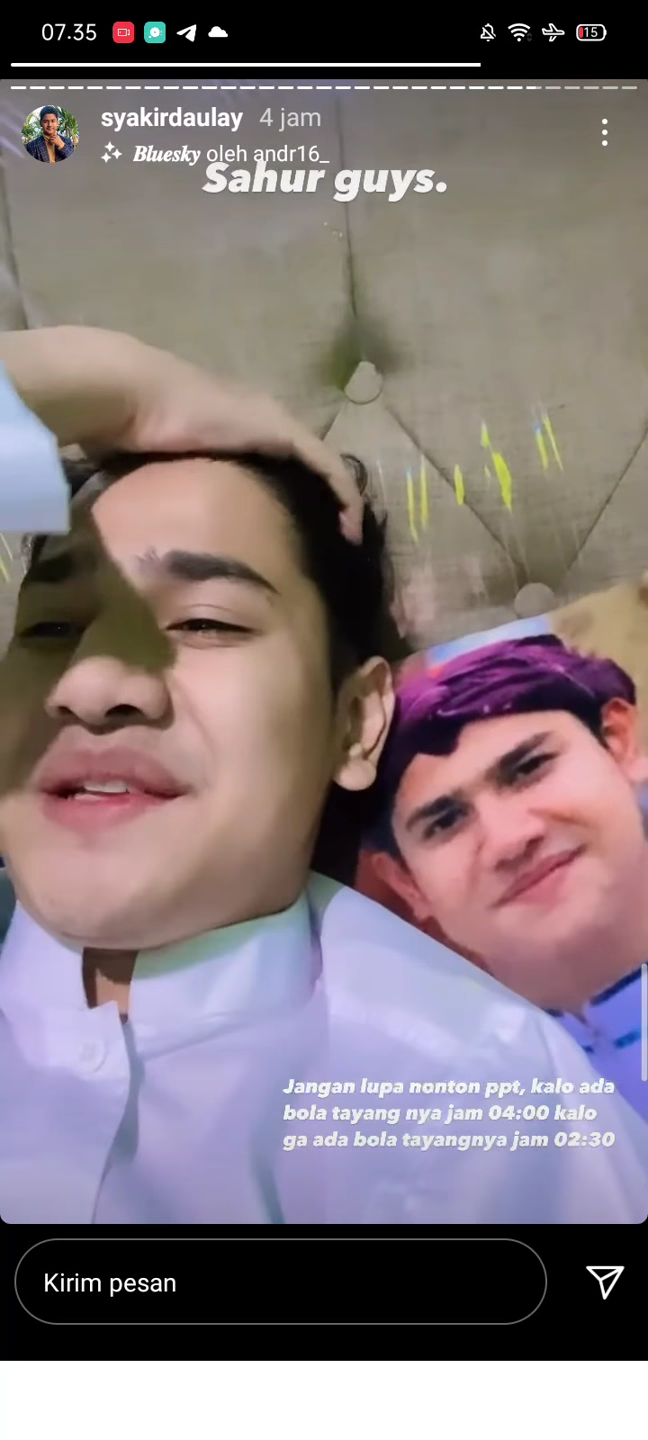 07.35
15
syakirdaulay 4 jam
Bluesky oleh andr16_
Sahur guys.
Jangan lupa nonton ppt, kalo ada
bola tayang nya jam 04:00 kalo
ga ada bola tayangnya jam 02:30
Kirim pesan